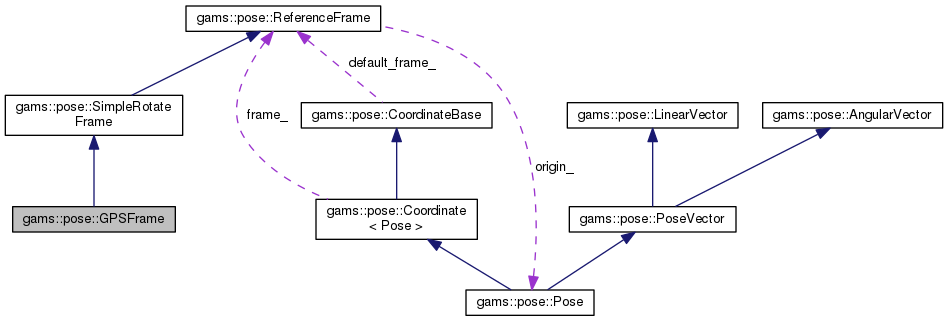 gams::pose::ReferenceFrame
default_frame_
gams::pose::SimpleRotate
Frame
frame_
gams::pose::CoordinateBase
gams::pose::LinearVector
gams::pose::AngularVector
origin_
gams::pose::GPSFrame
gams::pose::Coordinate
< Pose >
gams::pose::PoseVector
gams::pose::Pose